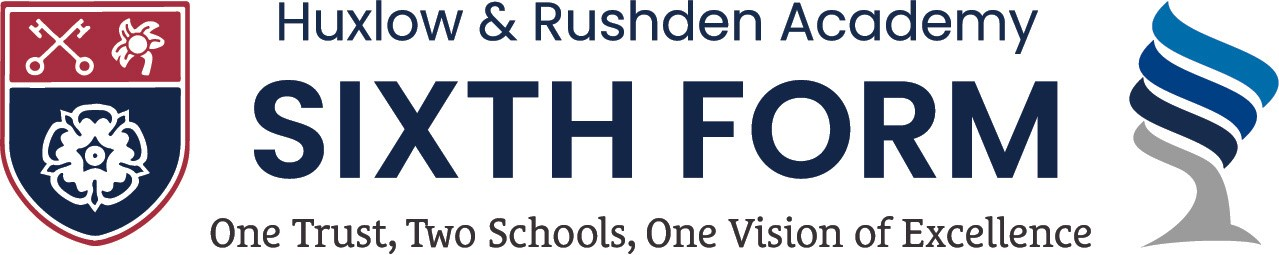 Huxlow & Rushden Academy
SIXTH FORM
One Trust, Two Schools, One Vision of Excellence